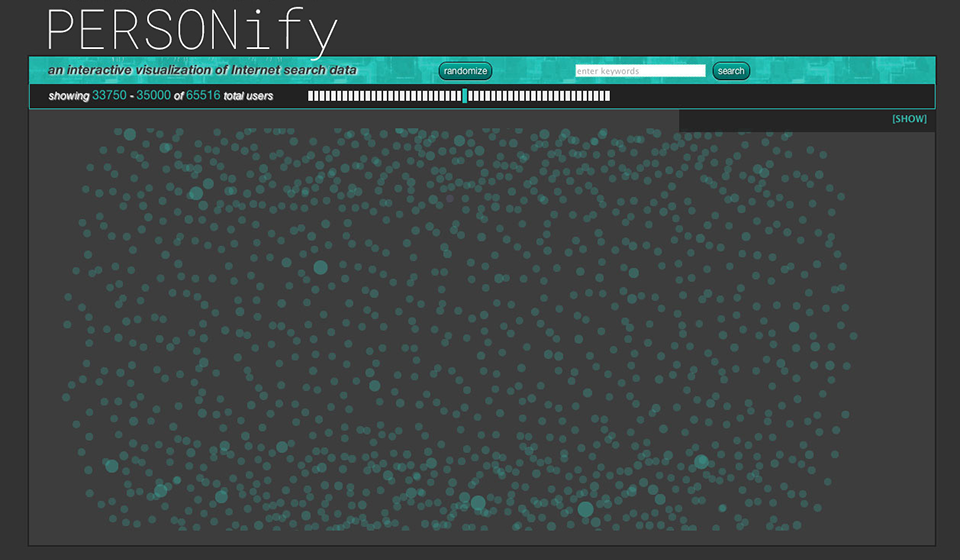 PERSONify
an interactive visualization of Internet search data
randomize
enter keywords
search
showing 33750 - 35000 of 65516 total users
[SHOW]